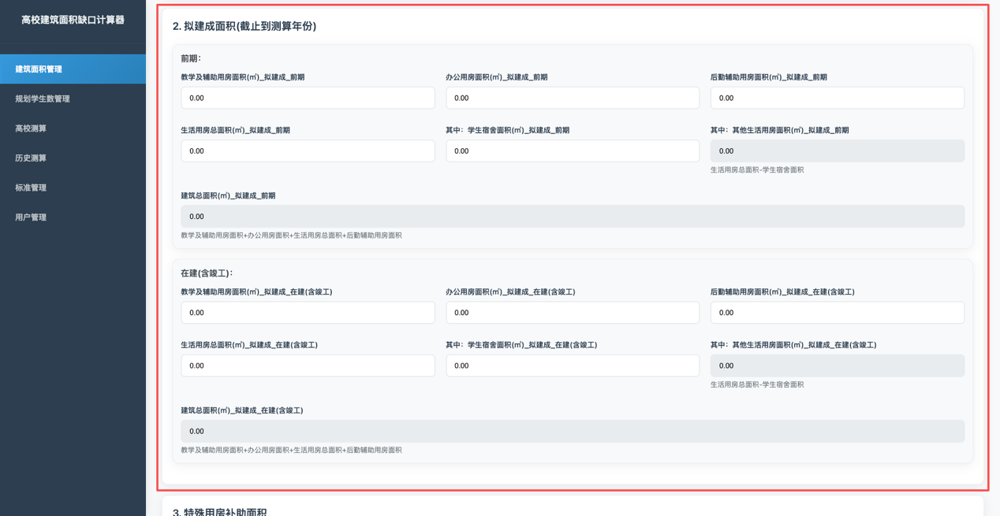 高校建筑面积缺口计算器
建筑面积管理
规划学生数管理
高校测算
历史测算
标准管理
用户管理
2. 拟建成面积(截止到测算年份)
前期：
教学及辅助用房面积(㎡)_拟建成_前期
办公用房面积(㎡)_拟建成_前期
后勤辅助用房面积(㎡)_拟建成_前期
0.00
0.00
0.00
生活用房总面积(㎡)_拟建成_前期
其中：学生宿舍面积(㎡)_拟建成_前期
其中：其他生活用房面积(㎡)_拟建成_前期
0.00
0.00
0.00
生活用房总面积-学生宿舍面积
建筑总面积(㎡)_拟建成_前期
0.00
教学及辅助用房面积+办公用房面积+生活用房总面积+后勤辅助用房面积
在建(含竣工)：
教学及辅助用房面积(㎡)_拟建成_在建(含竣工)
办公用房面积(㎡)_拟建成_在建(含竣工)
后勤辅助用房面积(㎡)_拟建成_在建(含竣工)
0.00
0.00
0.00
生活用房总面积(㎡)_拟建成_在建(含竣工)
其中：学生宿舍面积(㎡)_拟建成_在建(含竣工)
其中：其他生活用房面积(㎡)_拟建成_在建(含竣工)
0.00
0.00
0.00
生活用房总面积-学生宿舍面积
建筑总面积(㎡)_拟建成_在建(含竣工)
0.00
教学及辅助用房面积+办公用房面积+生活用房总面积+后勤辅助用房面积
3. 特殊用房补助面积